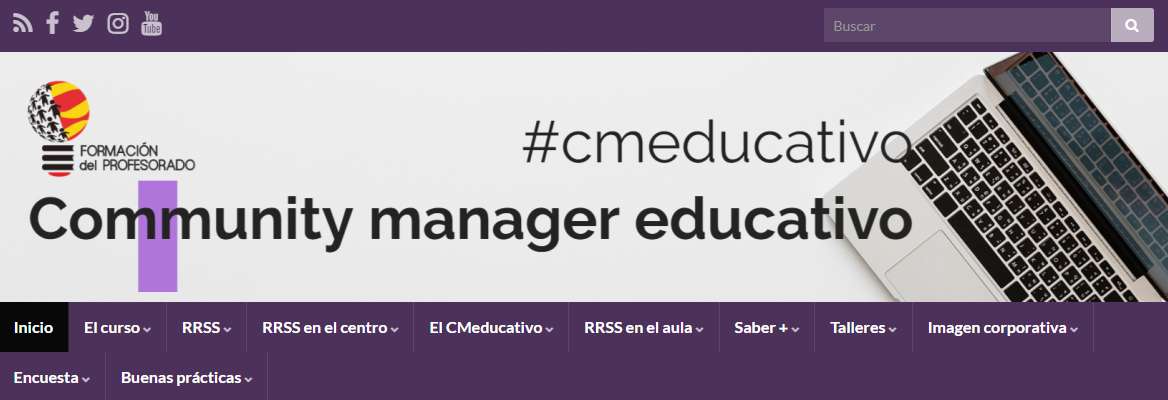 You
Tube
Buscar
FORMACIÓN
del PROFESORADO
#cmeducativo
Community manager educativo
Inicio El curso RRSS RRSS en el centro El CMeducativo RRSS en el aula Saber + Talleres Imagen corporativa
Encuesta Buenas prácticas